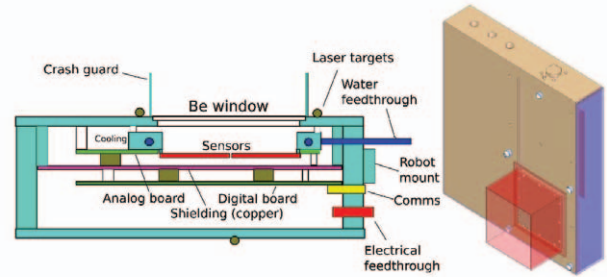 Laser targets
Crash guard
Water
feedthrough
Be window
Cooling
Sensors
Robot
mount
Analog board
Digital board
Shielding (copper)
Comms
Electrical
feedthrough